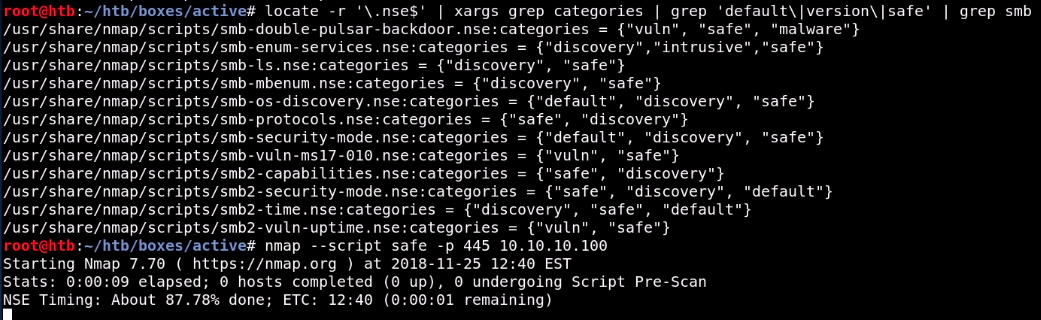 root@htb:~/htb/boxes/active# locate -r '\.nse$' | xargs grep categories | grep 'default\|version\|safe' | grep smb
/usr/share/nmap/scripts/smb-double-pulsar-backdoor.nse:categories = {"vuln", "safe", "malware"}
/usr/share/nmap/scripts/smb-enum-services.nse:categories = {"discovery","intrusive","safe"}
/usr/share/nmap/scripts/smb-ls.nse:categories = {"discovery", "safe"}
/usr/share/nmap/scripts/smb-mbenum.nse:categories = {"discovery", "safe"}
/usr/share/nmap/scripts/smb-os-discovery.nse:categories = {"default", "discovery", "safe"}
/usr/share/nmap/scripts/smb-protocols.nse:categories = {"safe", "discovery"}
/usr/share/nmap/scripts/smb-security-mode.nse:categories = {"default", "discovery", "safe"}
/usr/share/nmap/scripts/smb-vuln-ms17-010.nse:categories = {"vuln", "safe"}
/usr/share/nmap/scripts/smb2-capabilities.nse:categories = {"safe", "discovery"}
/usr/share/nmap/scripts/smb2-security-mode.nse:categories = {"safe", "discovery", "default"}
/usr/share/nmap/scripts/smb2-time.nse:categories = {"discovery", "safe", "default"}
/usr/share/nmap/scripts/smb2-vuln-uptime.nse:categories = {"vuln", "safe"}
root@htb:~/htb/boxes/active# nmap --script safe -p 445 10.10.10.100
Starting Nmap 7.70 ( https://nmap.org ) at 2018-11-25 12:40 EST
Stats: 0:00:09 elapsed; 0 hosts completed (0 up), 0 undergoing Script Pre-Scan
NSE Timing: About 87.78% done; ETC: 12:40 (0:00:01 remaining)